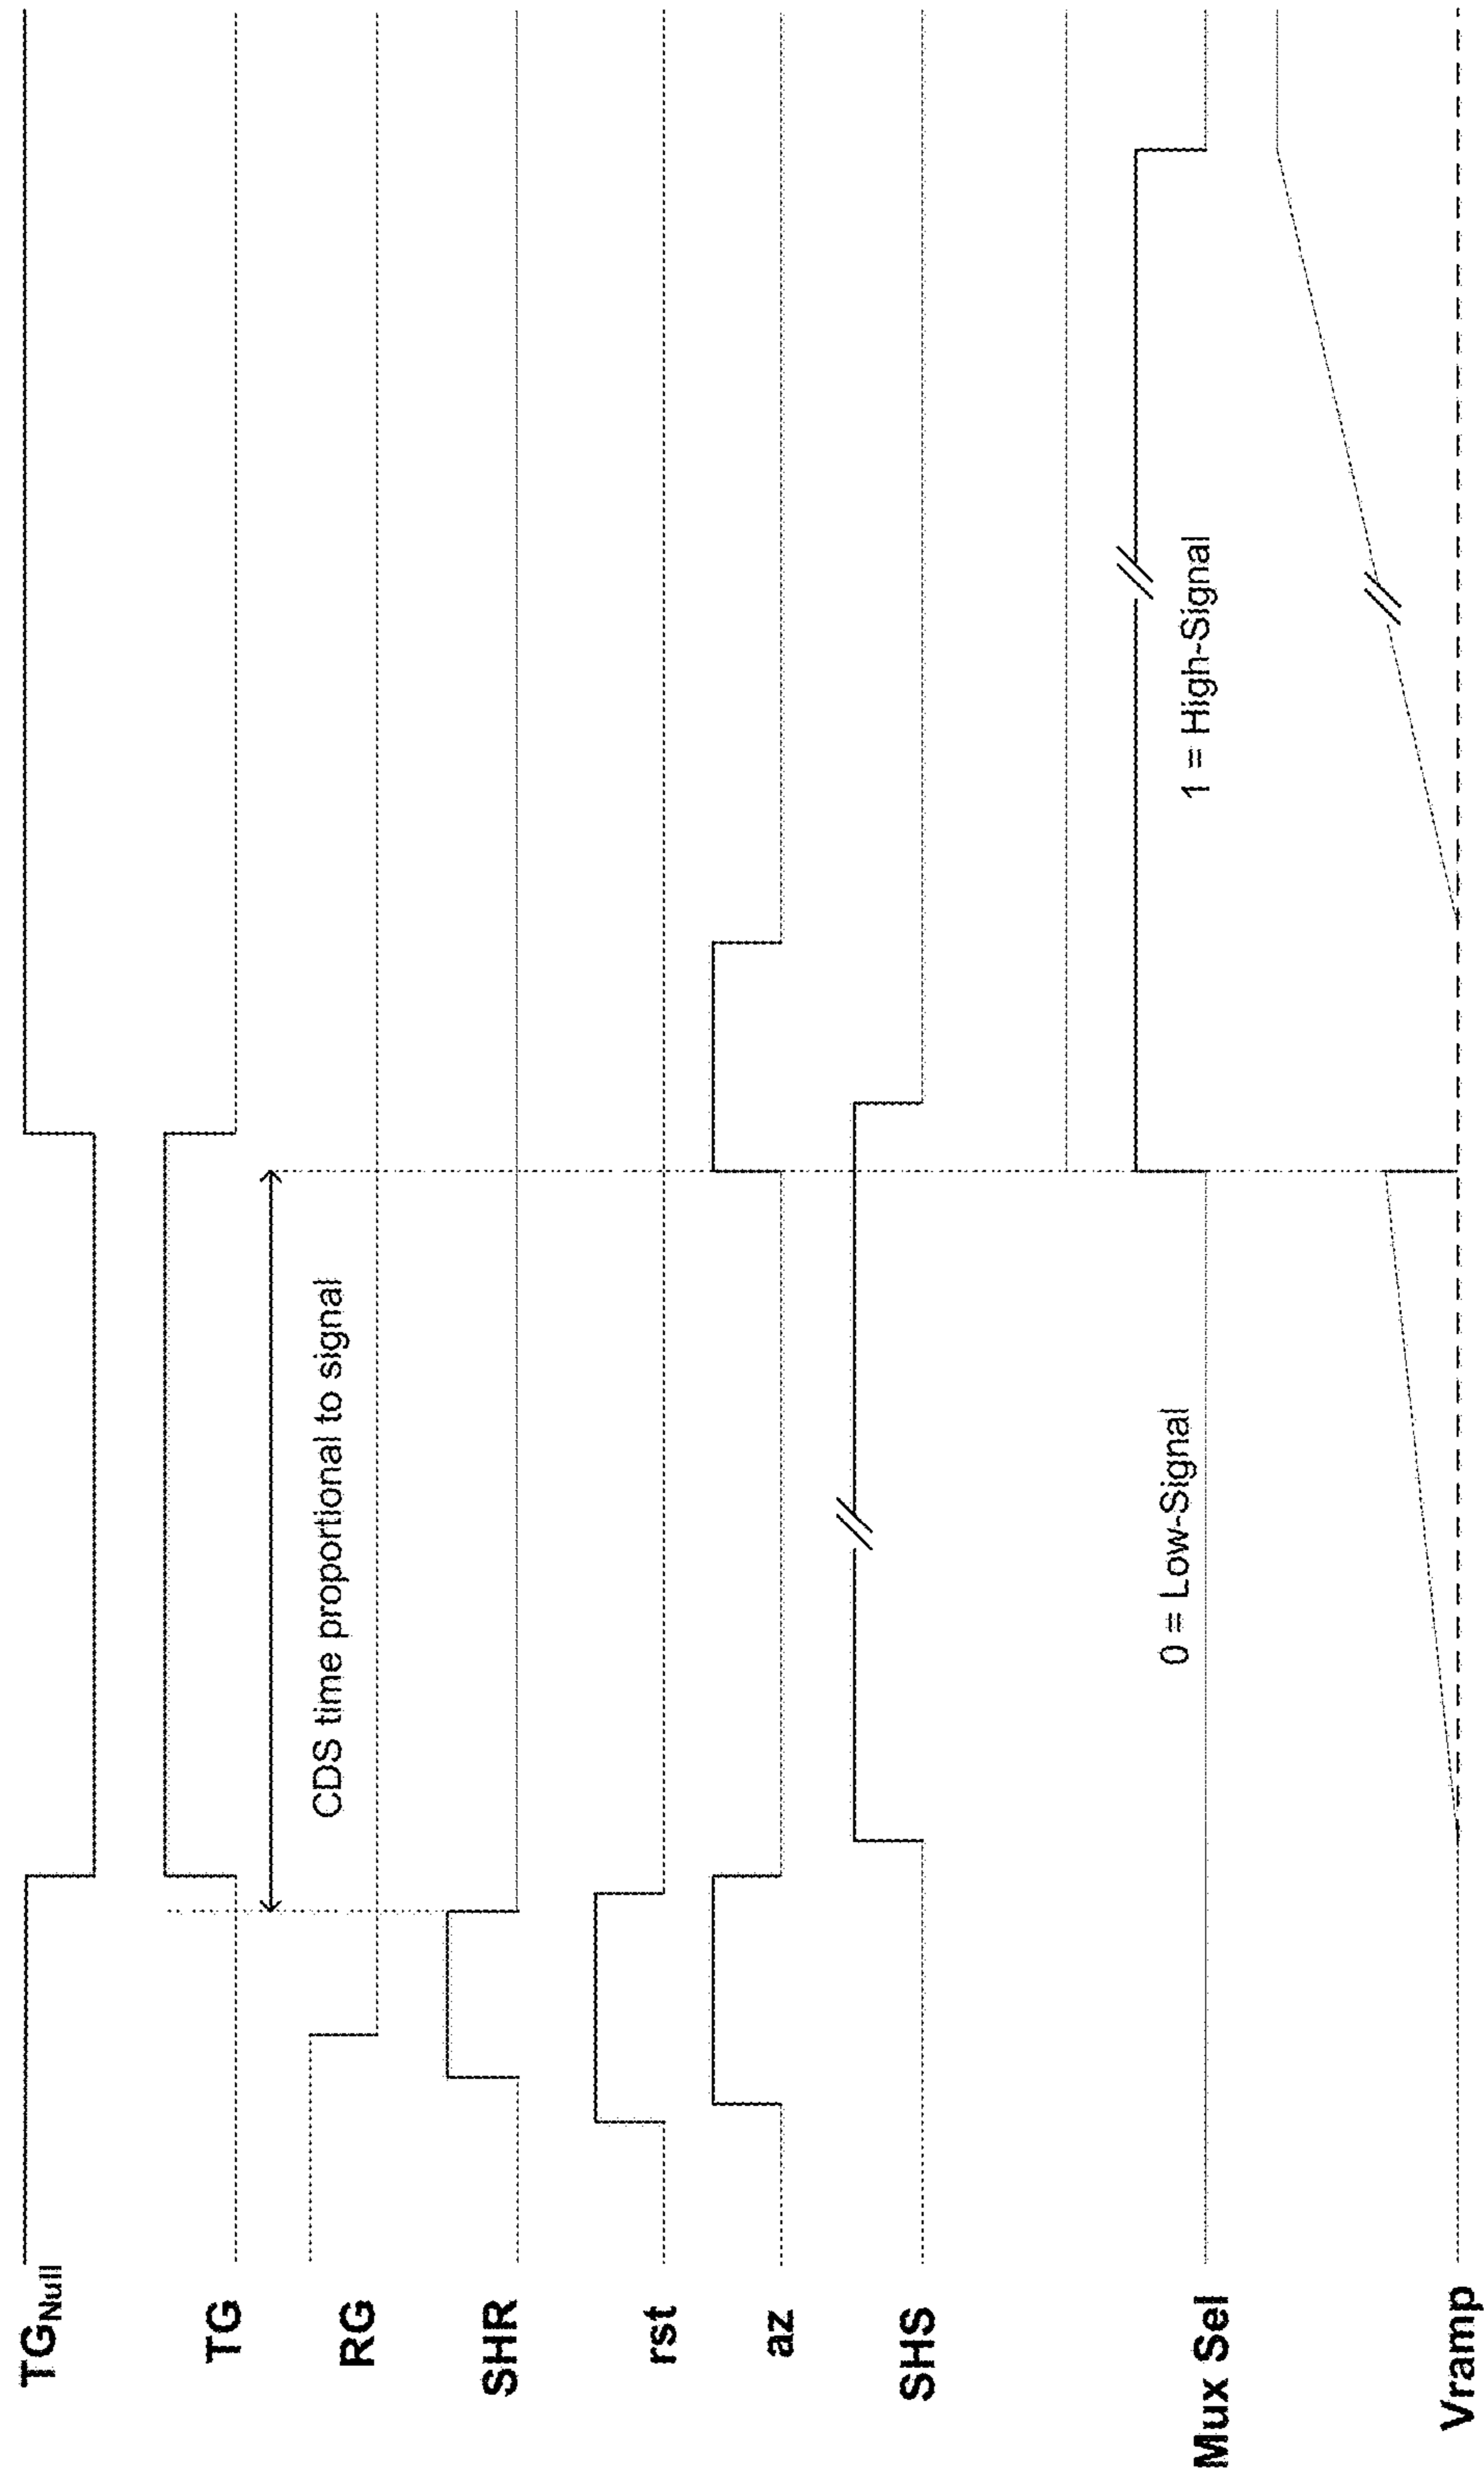 TGNull
TG
CDS time proportional to signal
RG
SHR
rst
az
SHS
0 = Low-Signal
1 = High-Signal
Mux Sel
Vramp